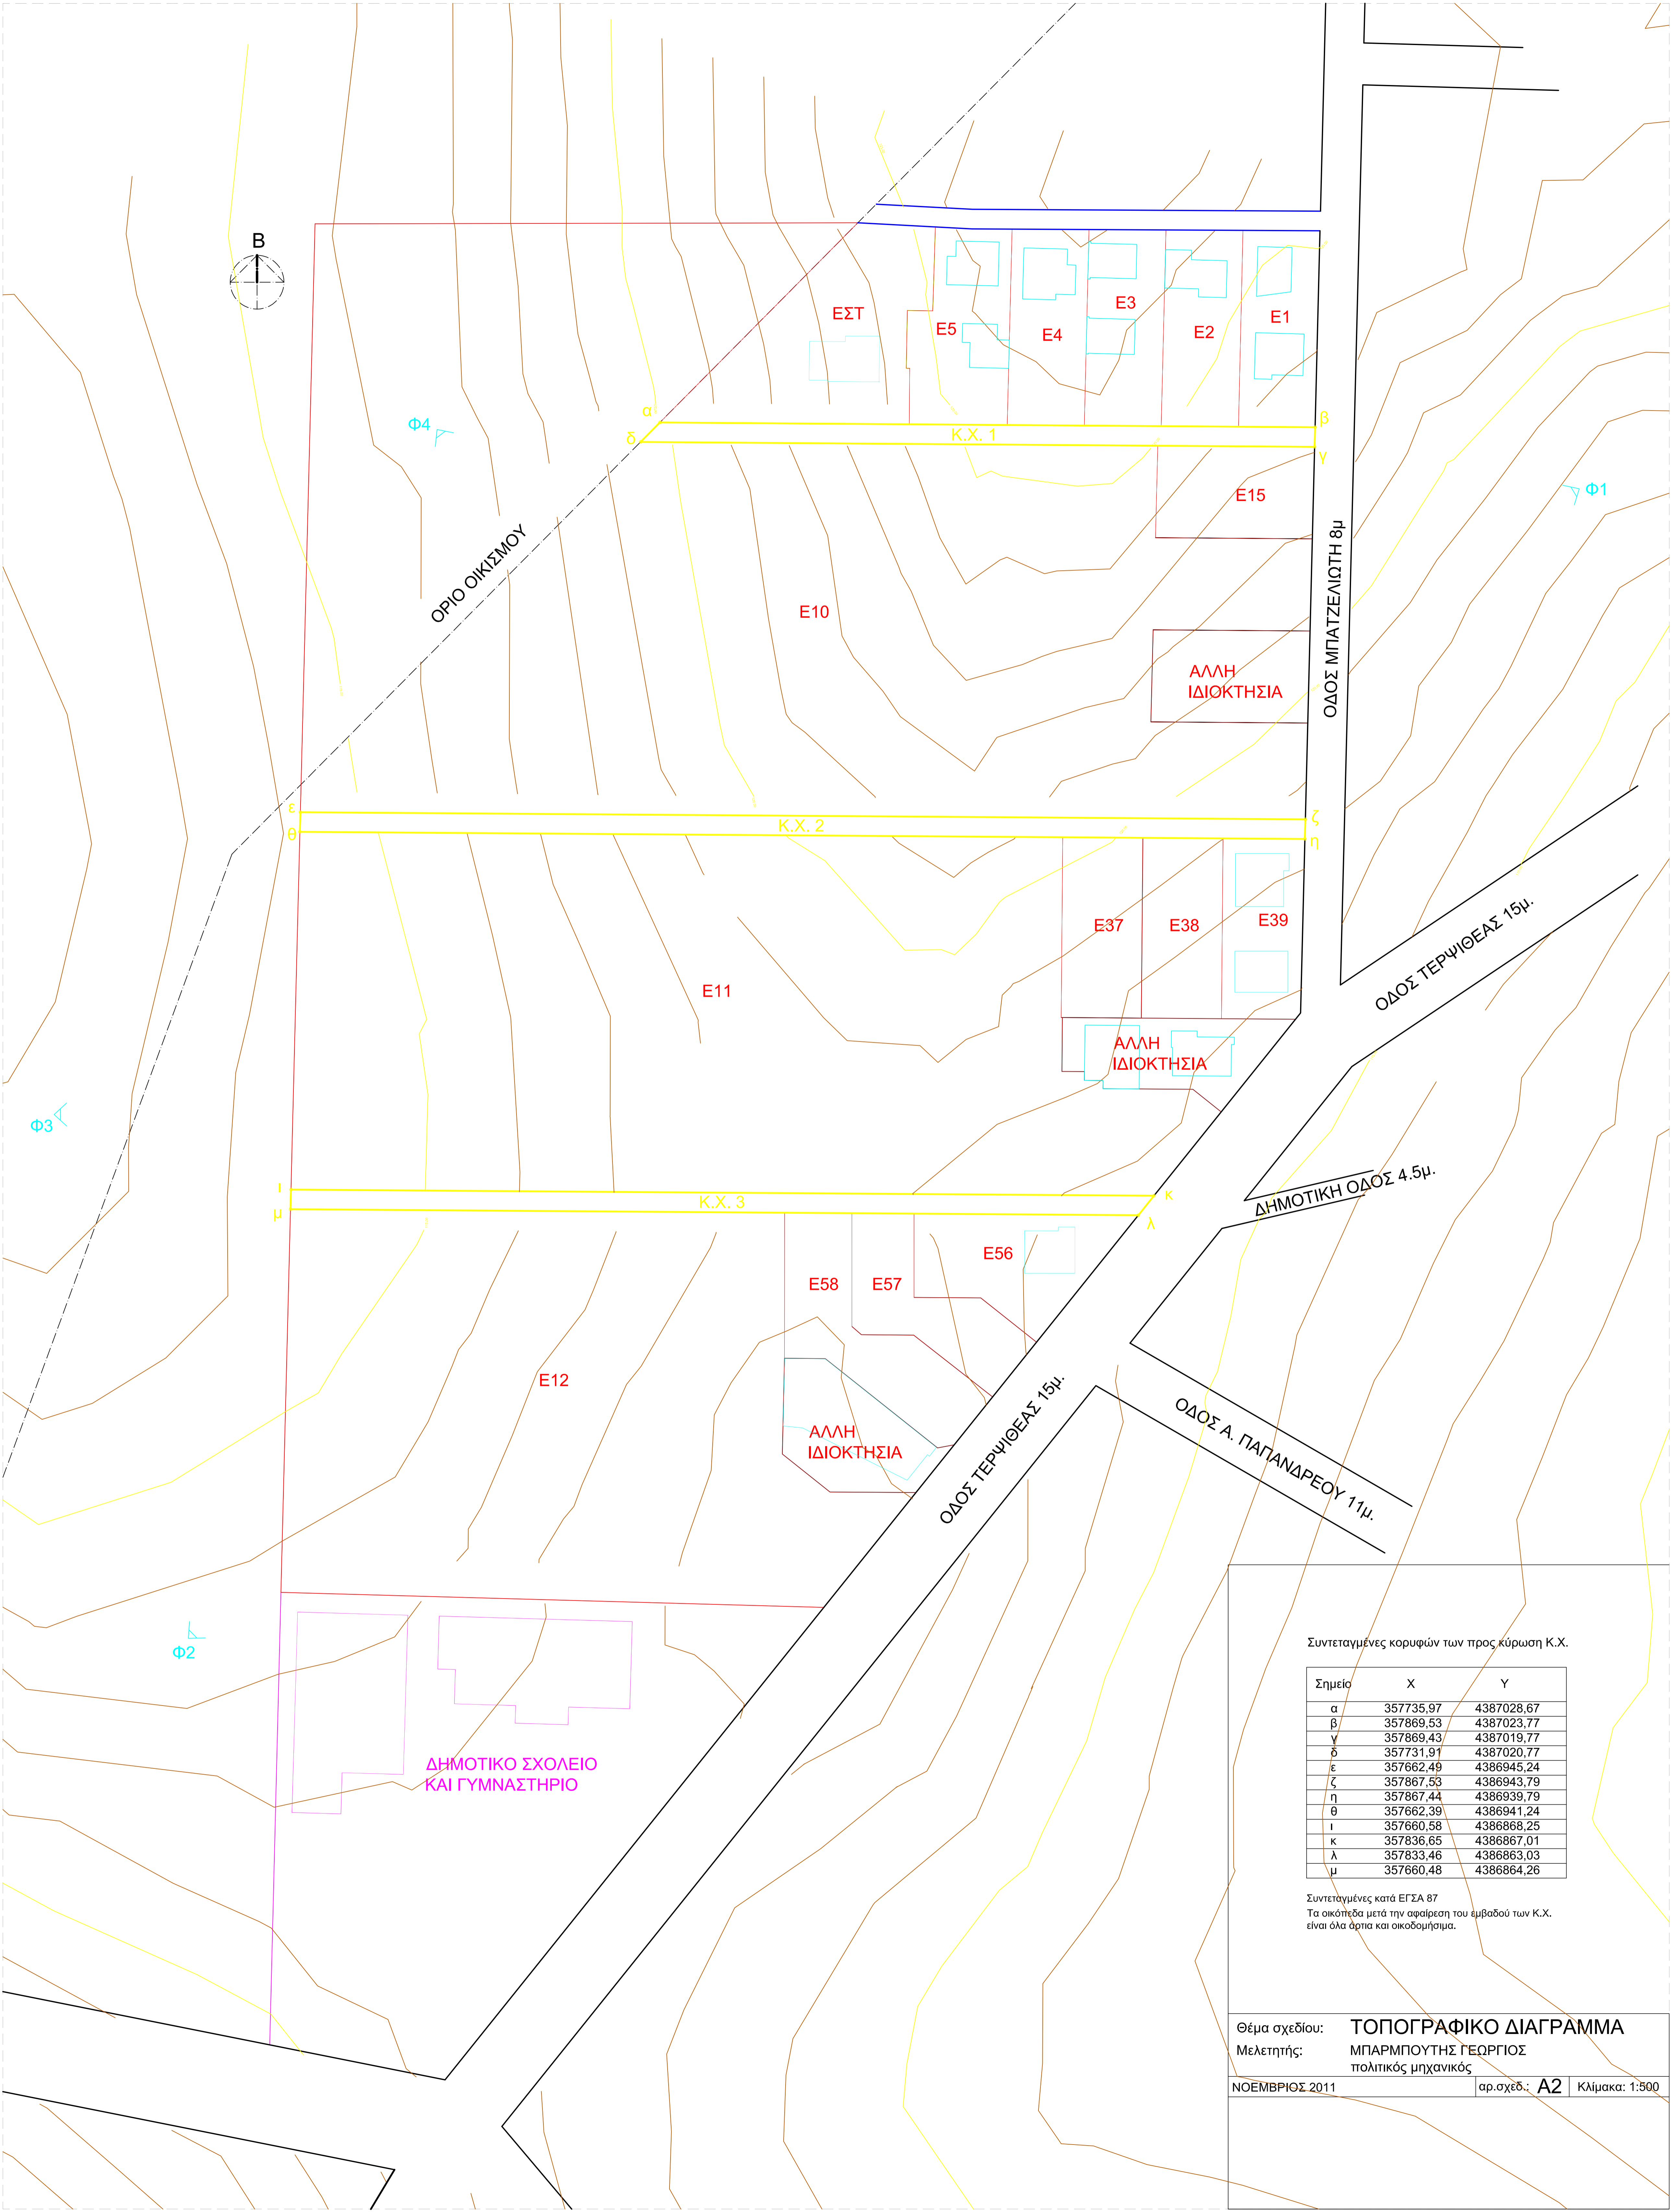 Β
ΕΣΤ
Ε5
Ε4
Ε3
Ε2
Ε1
Φ4
α
β
δ
γ
Κ.Χ. 1
Ε15
Φ1
ΟΡΙΟ ΟΙΚΙΣΜΟΥ
ΟΔΟΣ ΜΠΑΤΖΕΛΙΩΤΗ 8μ
Ε10
ΑΛΛΗ
ΙΔΙΟΚΤΗΣΙΑ
ε
ζ
θ
η
Κ.Χ. 2
Ε37
Ε38
Ε39
ΟΔΟΣ ΤΕΡΨΙΘΕΑΣ 15μ.
Ε11
ΑΛΛΗ
ΙΔΙΟΚΤΗΣΙΑ
Φ3
ι
κ
μ
λ
Κ.Χ. 3
ΔΗΜΟΤΙΚΗ ΟΔΟΣ 4.5μ.
Ε58
Ε57
Ε56
Ε12
ΑΛΛΗ
ΙΔΙΟΚΤΗΣΙΑ
ΟΔΟΣ ΤΕΡΨΙΘΕΑΣ 15μ.
ΟΔΟΣ Α. ΠΑΠΑΝΔΡΕΟΥ 11μ.
Φ2
ΔΗΜΟΤΙΚΟ ΣΧΟΛΕΙΟ
ΚΑΙ ΓΥΜΝΑΣΤΗΡΙΟ
Συντεταγμένες κορυφών των προς κύρωση Κ.Χ.
Σημείο Χ Υ
α 357735,97 4387028,67
β 357869,53 4387023,77
γ 357869,43 4387019,77
δ 357731,91 4387020,77
ε 357662,49 4386945,24
ζ 357867,53 4386943,79
η 357867,44 4386939,79
θ 357662,39 4386941,24
ι 357660,58 4386868,25
κ 357836,65 4386867,01
λ 357833,46 4386863,03
μ 357660,48 4386864,26
Συντεταγμένες κατά ΕΓΣΑ 87
Τα οικόπεδα μετά την αφαίρεση του εμβαδού των Κ.Χ.
είναι όλα άρτια και οικοδομήσιμα.
Θέμα σχεδίου: ΤΟΠΟΓΡΑΦΙΚΟ ΔΙΑΓΡΑΜΜΑ
Μελετητής: ΜΠΑΡΜΠΟΥΤΗΣ ΓΕΩΡΓΙΟΣ
πολιτικός μηχανικός
ΝΟΕΜΒΡΙΟΣ 2011 αρ.σχεδ.: Α2 Κλίμακα: 1:500